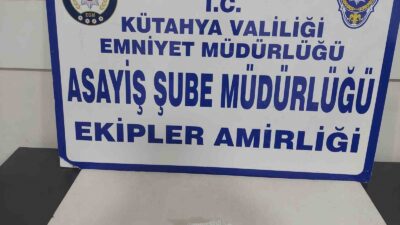 T.C.
KÜTAHYA VALİLİĞİ
EMNİYET MÜDÜRLÜĞÜ
ASAYİŞ ŞUBE MÜDÜRLÜĞÜ
EKİPLER AMİRLİĞİ